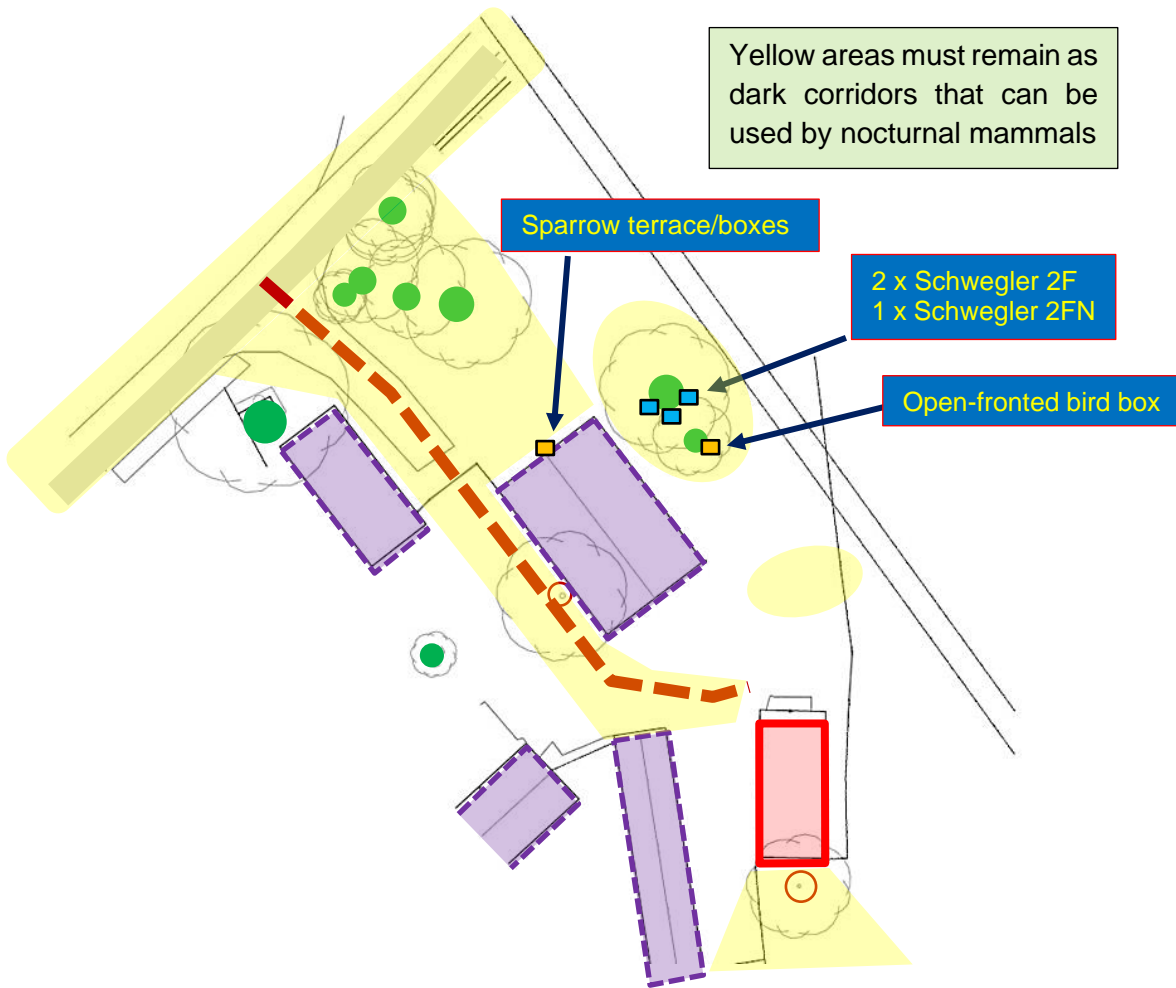 Yellow areas must remain as
dark corridors that can be
used by nocturnal mammals
Sparrow terrace/boxes
2 x Schwegler 2F
1 x Schwegler 2FN
Open-fronted bird box